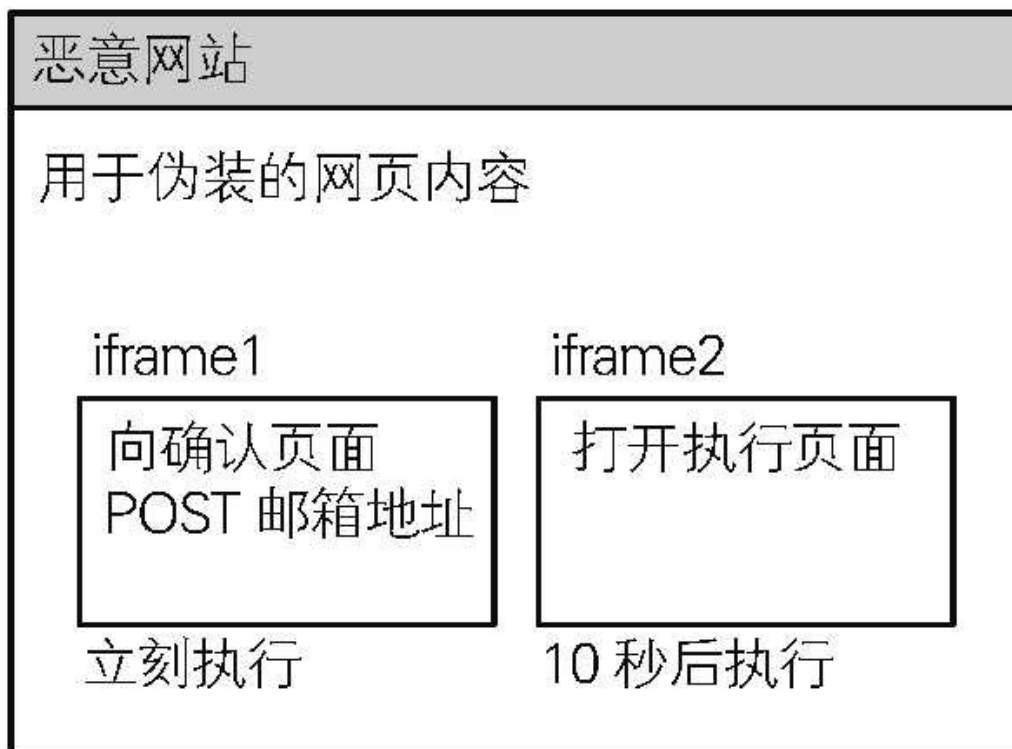 恶意网站
用于伪装的网页内容
iframe1
iframe2
向确认页面
POST 邮箱地址
打开执行页面
立刻执行
10 秒后执行